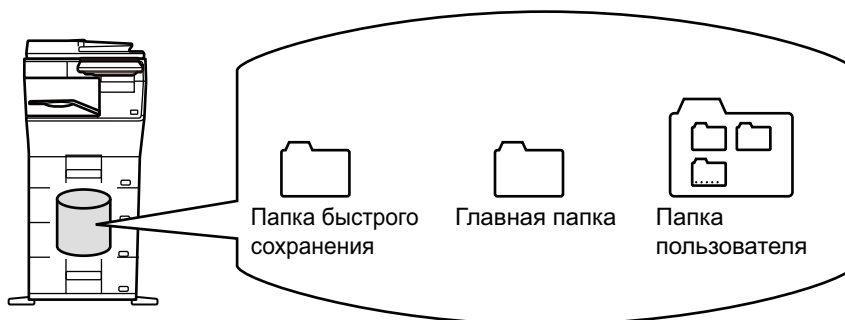 Папка быстрого
сохранения
Главная папка
Папка
пользователя